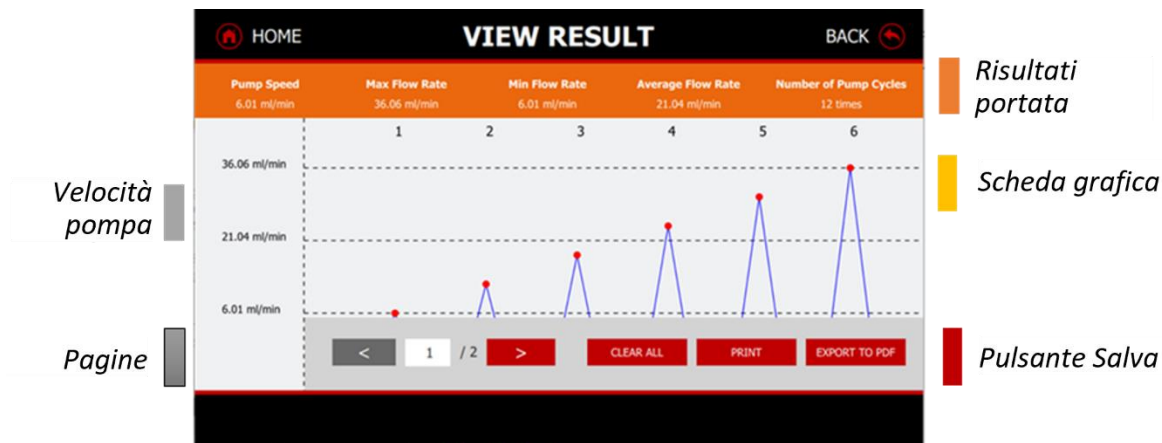 HOME
VIEW RESULT
BACK
Pump Speed
6.01 ml/min
Max Flow Rate
36.06 ml/min
Min Flow Rate
6.01 ml/min
Average Flow Rate
21.04 ml/min
Number of Pump Cycles
12 times
Risultati
portata
1 2 3 4 5 6
36.06 ml/min
Scheda grafica
Velocità
pompa
21.04 ml/min
6.01 ml/min
Pagine
< 1 / 2 >
CLEAR ALL
PRINT
EXPORT TO PDF
Pulsante Salva